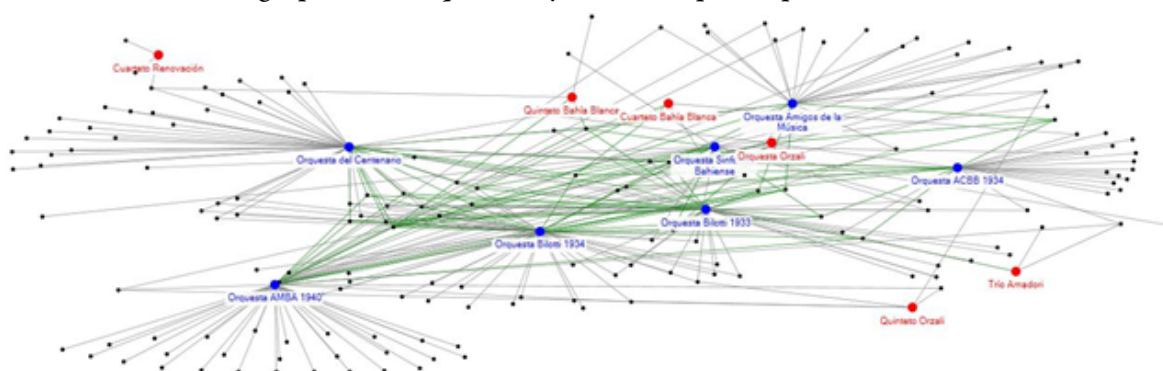 Cuarteto Renovación
Quinteto Bahía Blanca
Cuarteto Bahía Blanca
Orquesta Amigos de la
Música
Orquesta del Centenario
Orquesta Sinf
Bahiense
Orquesta Orzali
Orquesta ACBB 1934
Orquesta Bilotti 1933
Orquesta Bilotti 1934
Orquesta AMBA 1940
Trío Amadori
Quinteto Orzali